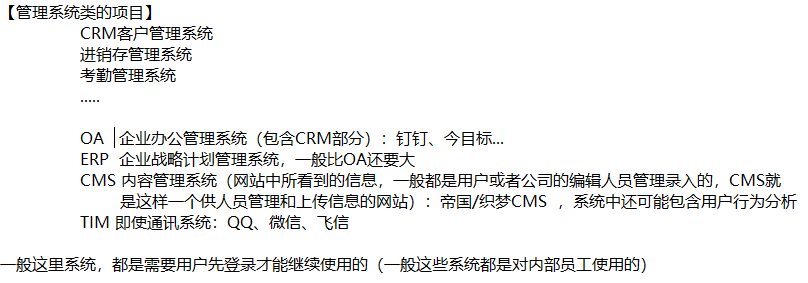 【管理系统类的项目】
CRM客户管理系统
进销存管理系统
考勤管理系统
.....
OA 企业办公管理系统（包含CRM部分）：钉钉、今目标...
ERP 企业战略计划管理系统，一般比OA还要大
CMS 内容管理系统（网站中所看到的信息，一般都是用户或者公司的编辑人员管理录入的，CMS就
是这样一个供人员管理和上传信息的网站）：帝国/织梦CMS ，系统中还可能包含用户行为分析
TIM 即使通讯系统：QQ、微信、飞信
一般这里系统，都是需要用户先登录才能继续使用的（一般这些系统都是对内部员工使用的）